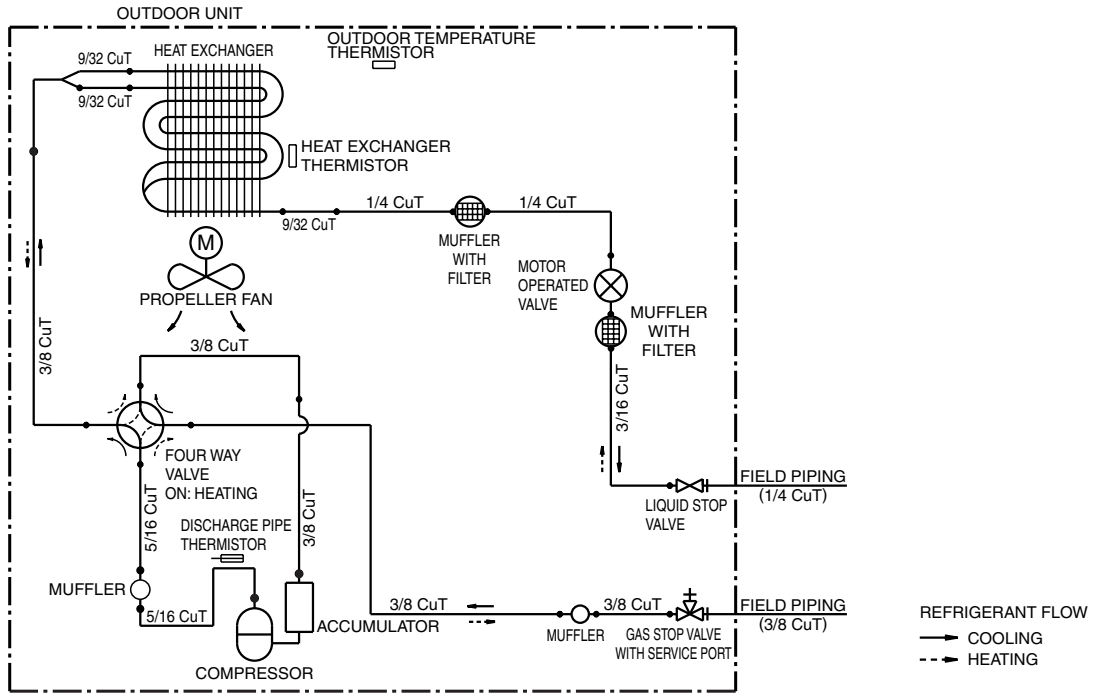 OUTDOOR UNIT
9/32 CuT
HEAT EXCHANGER
OUTDOOR TEMPERATURE
THERMISTOR
9/32 CuT
HEAT EXCHANGER
THERMISTOR
1/4 CuT
1/4 CuT
9/32 CuT
M
MUFFLER
WITH
FILTER
MOTOR
OPERATED
VALVE
PROPELLER FAN
MUFFLER
WITH
FILTER
3/8 CuT
3/8 CuT
3/16 CuT
FOUR WAY
VALVE
ON: HEATING
FIELD PIPING
(1/4 CuT)
LIQUID STOP
VALVE
5/16 CuT
3/8 CuT
DISCHARGE PIPE
THERMISTOR
MUFFLER
5/16 CuT
ACCUMULATOR
3/8 CuT
3/8 CuT
FIELD PIPING
(3/8 CuT)
MUFFLER
GAS STOP VALVE
WITH SERVICE PORT
COMPRESSOR
REFRIGERANT FLOW
COOLING
HEATING